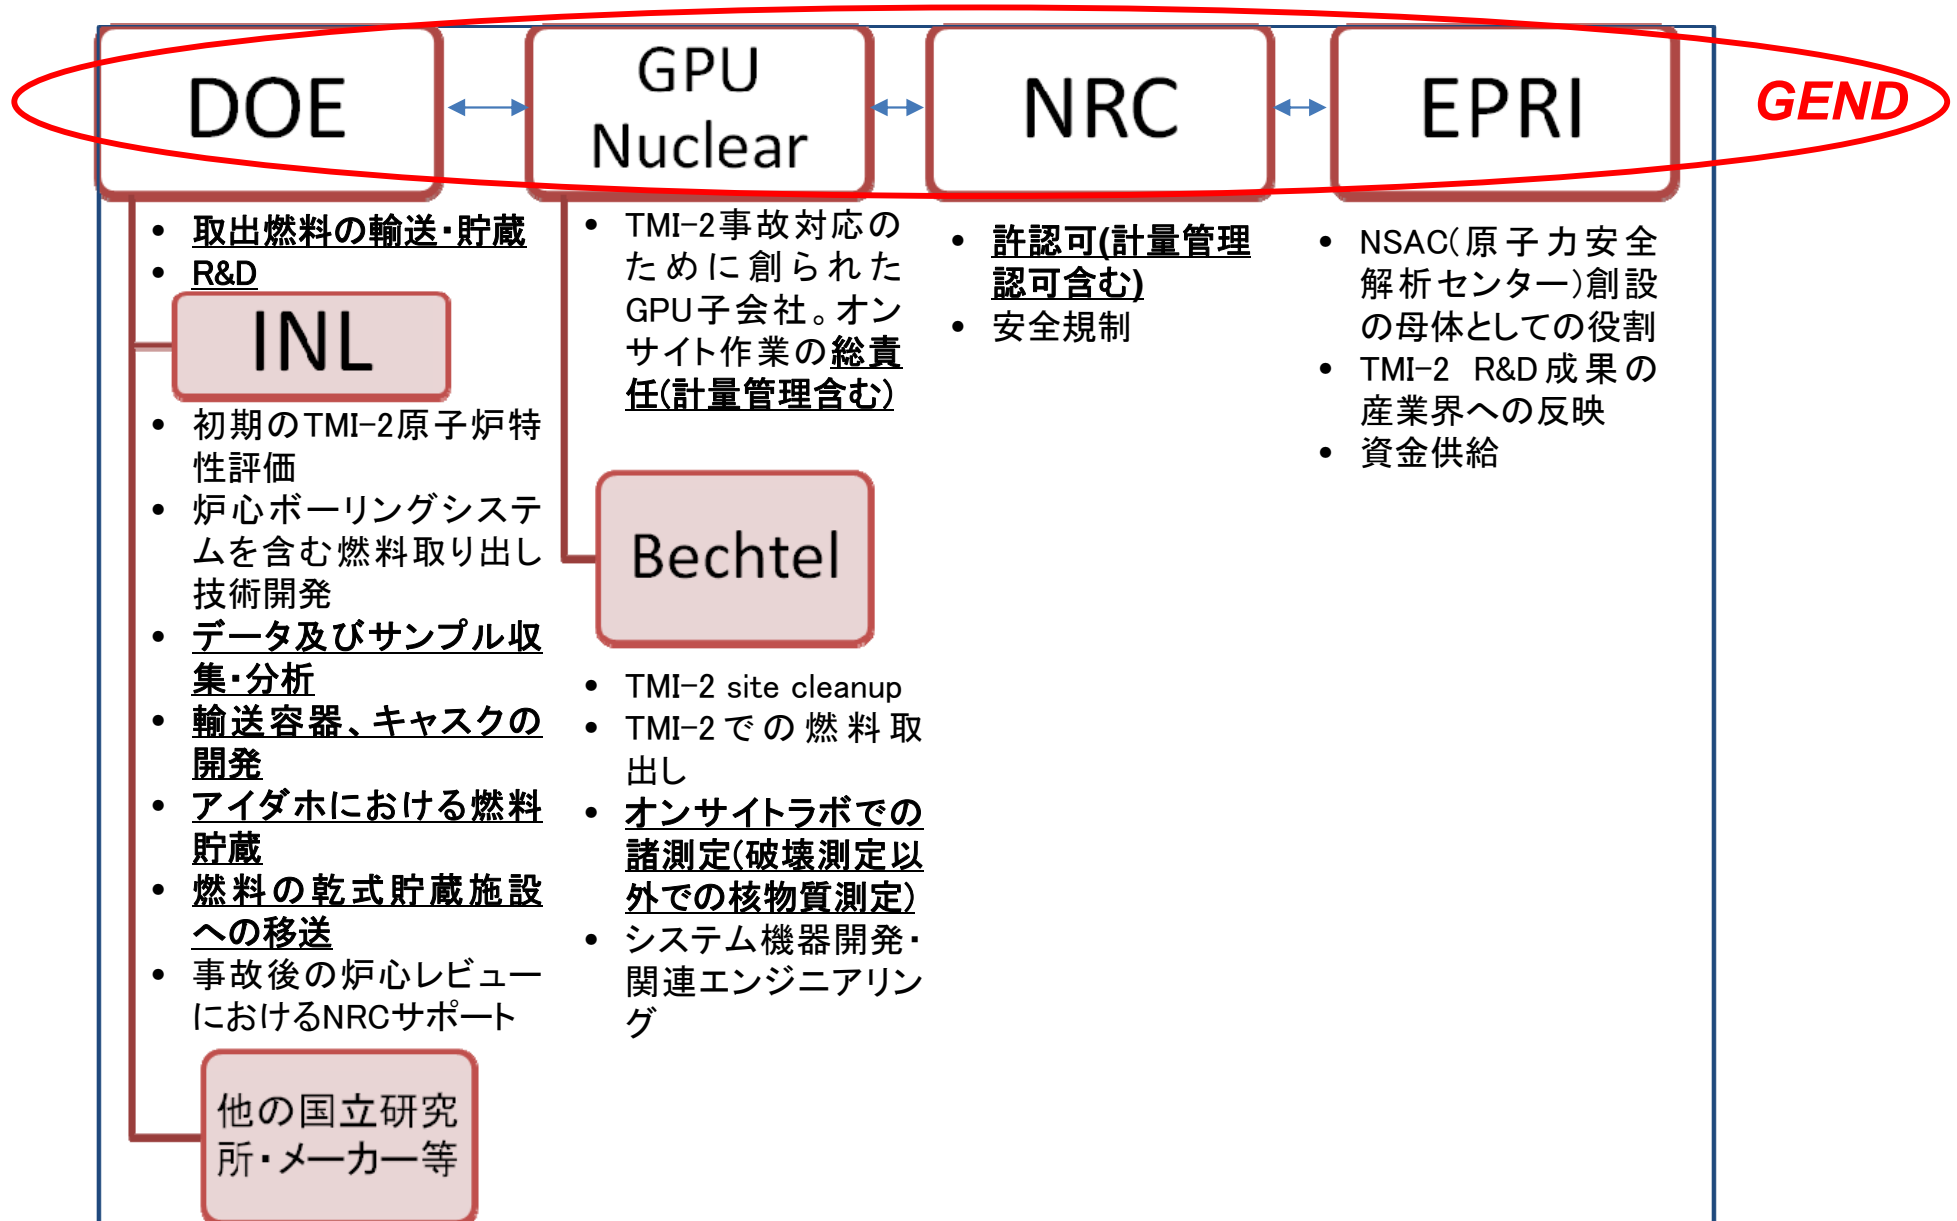 DOE
GPU
Nuclear
NRC
EPRI
GEND
• 取出燃料の輸送・貯蔵
• R&D
INL
• 初期のTMI-2原子炉特
性評価
• 炉心ボーリングシステ
ムを含む燃料取り出し
技術開発
• データ及びサンプル収
集・分析
• 輸送容器、キャスクの
開発
• アイダホにおける燃料
貯蔵
• 燃料の乾式貯蔵施設
への移送
• 事故後の炉心レビュー
におけるNRCサポート
他の国立研究
所・メーカー等
• TMI-2事故対応の
ために創られた
GPU子会社。オン
サイト作業の総責
任(計量管理含む)
Bechtel
• TMI-2 site cleanup
• TMI-2での燃料取
出し
• オンサイトラボでの
諸測定(破壊測定以
外での核物質測定)
• システム機器開発・
関連エンジニアリン
グ
• 許認可(計量管理
認可含む)
• 安全規制
• NSAC(原子力安全
解析センター)創設
の母体としての役割
• TMI-2 R&D成果の
産業界への反映
• 資金供給